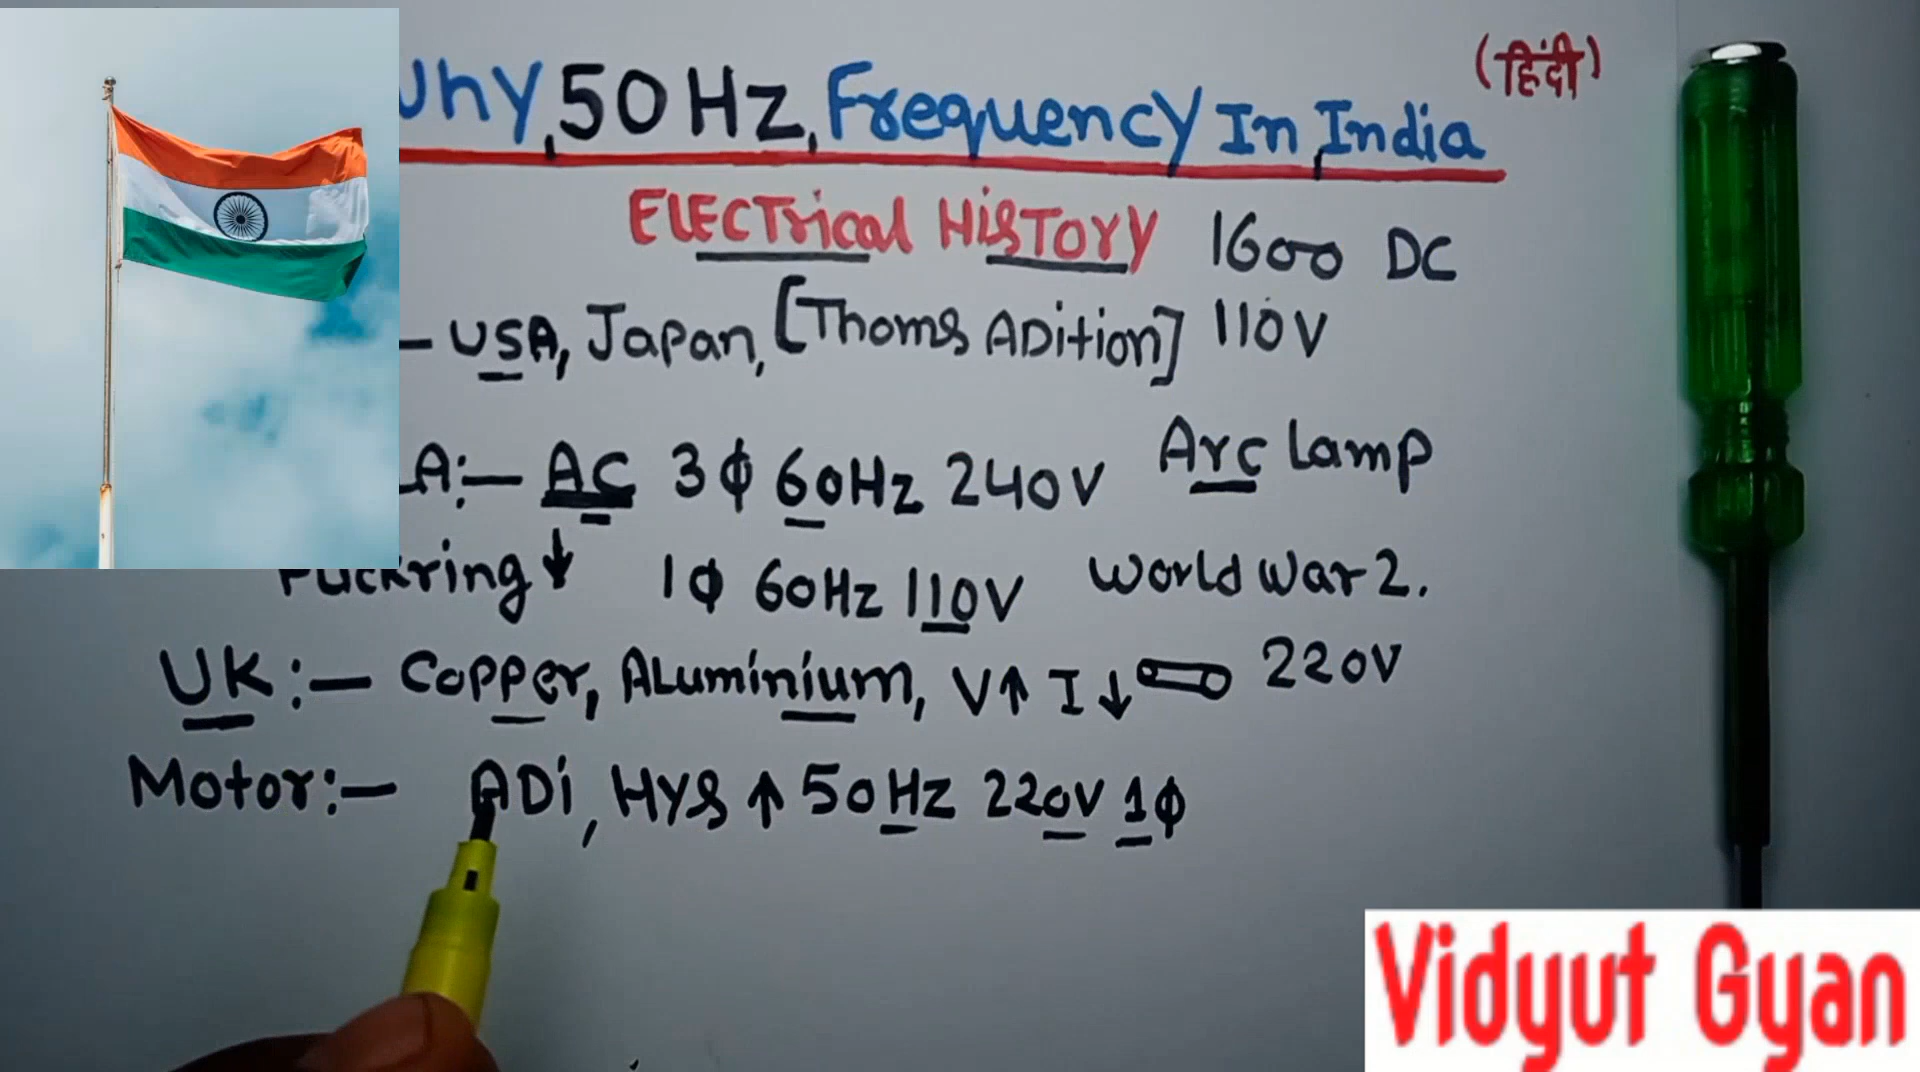 Why, 50 Hz, Frequency In India (हिंदी)
ELECTrical HiSTORY 1600 DC
– USA, Japan, [Thoms ADition] 110V
A:– AC 3ϕ 60Hz 240V Arc Lamp
↓ 1ϕ 60Hz 110V World War 2.
UK:– Copper, ALuminium, V↑ I↓ 220V
Motor:– ADi, Hys ↑ 50Hz 220V 1ϕ
Vidyut Gyan